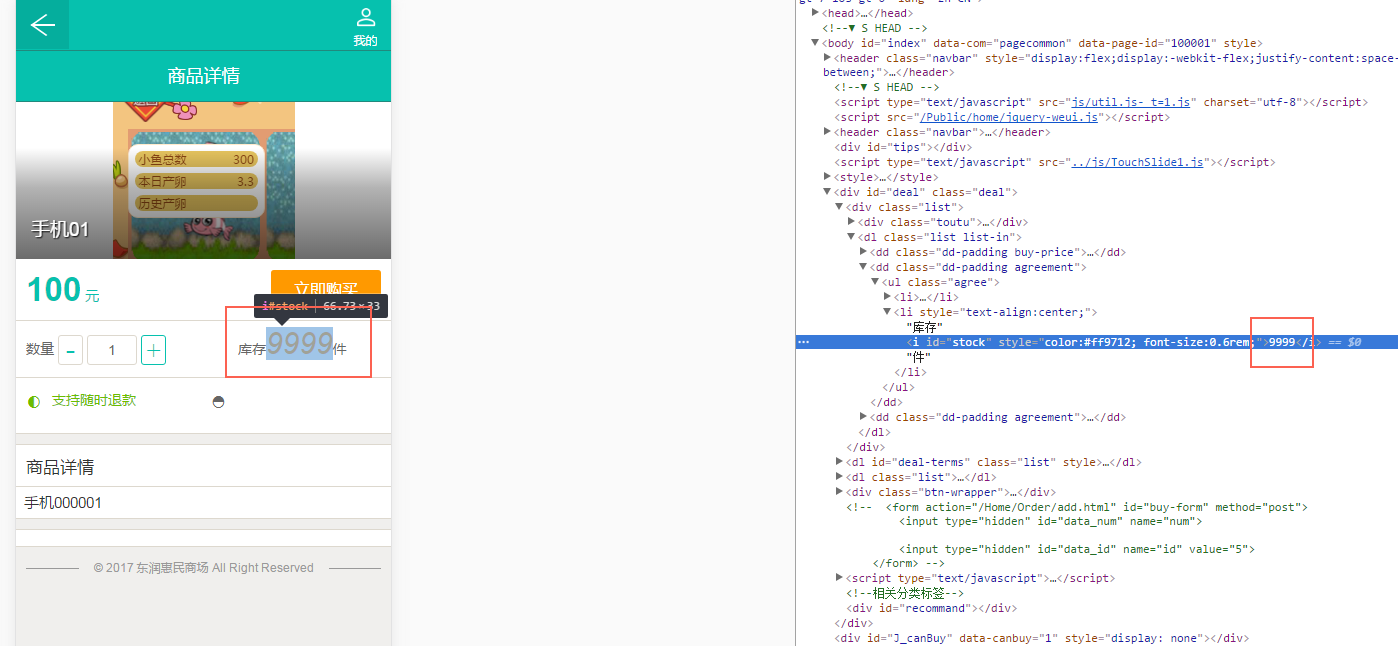 我的
商品详情
小鱼总数 300
本日产卵 3.3
历史产卵
手机01
100 元
立即购买
i#stock | 66.73×33
数量 - 1 +
库存9999件
支持随时退款
商品详情
手机000001
© 2017 东润惠民商场 All Right Reserved
▶<head>…</head>
<!--▼ S HEAD -->
▼<body id="index" data-com="pagecommon" data-page-id="100001" style>
▶<header class="navbar" style="display:flex;display:-webkit-flex;justify-content:space-
between;">…</header>
<!--▼ S HEAD -->
<script type="text/javascript" src="js/util.js- t=1.js" charset="utf-8"></script>
<script src="/Public/home/jquery-weui.js"></script>
▶<header class="navbar">…</header>
<div id="tips"></div>
<script type="text/javascript" src="../js/TouchSlide1.js"></script>
▶<style>…</style>
▼<div id="deal" class="deal">
▼<div class="list">
▶<div class="toutu">…</div>
▼<dl class="list list-in">
▶<dd class="dd-padding buy-price">…</dd>
▼<dd class="dd-padding agreement">
▼<ul class="agree">
▶<li>…</li>
▼<li style="text-align:center;">
"库存"
<i id="stock" style="color:#ff9712; font-size:0.6rem;">9999</i> == $0
"件"
</li>
</ul>
</dd>
▶<dd class="dd-padding agreement">…</dd>
</dl>
</div>
▶<dl id="deal-terms" class="list" style>…</dl>
▶<dl class="list">…</dl>
▶<div class="btn-wrapper">…</div>
<!-- <form action="/Home/Order/add.html" id="buy-form" method="post">
<input type="hidden" id="data_num" name="num">
<input type="hidden" id="data_id" name="id" value="5">
</form> -->
▶<script type="text/javascript">…</script>
<!--相关分类标签-->
<div id="recommand"></div>
</div>
<div id="J_canBuy" data-canbuy="1" style="display: none"></div>